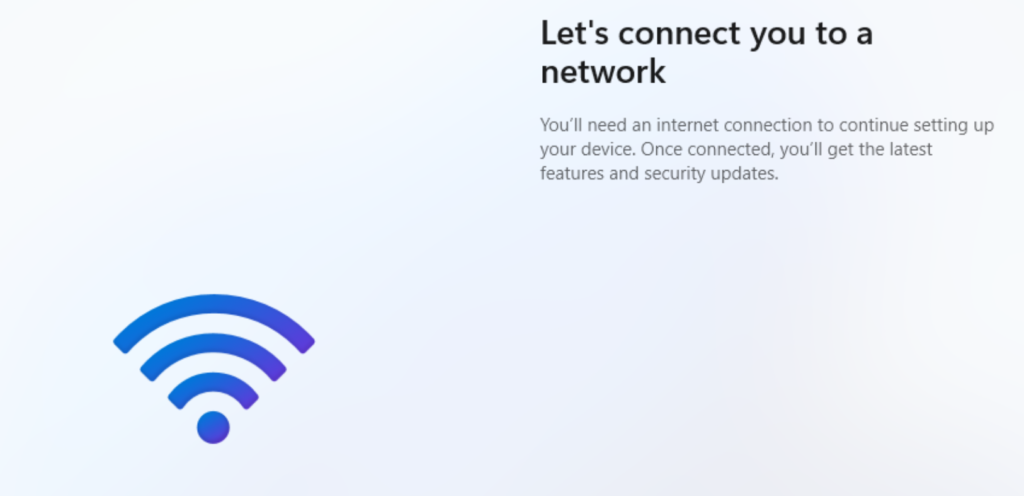 Let's connect you to a
network
You’ll need an internet connection to continue setting up
your device. Once connected, you’ll get the latest
features and security updates.